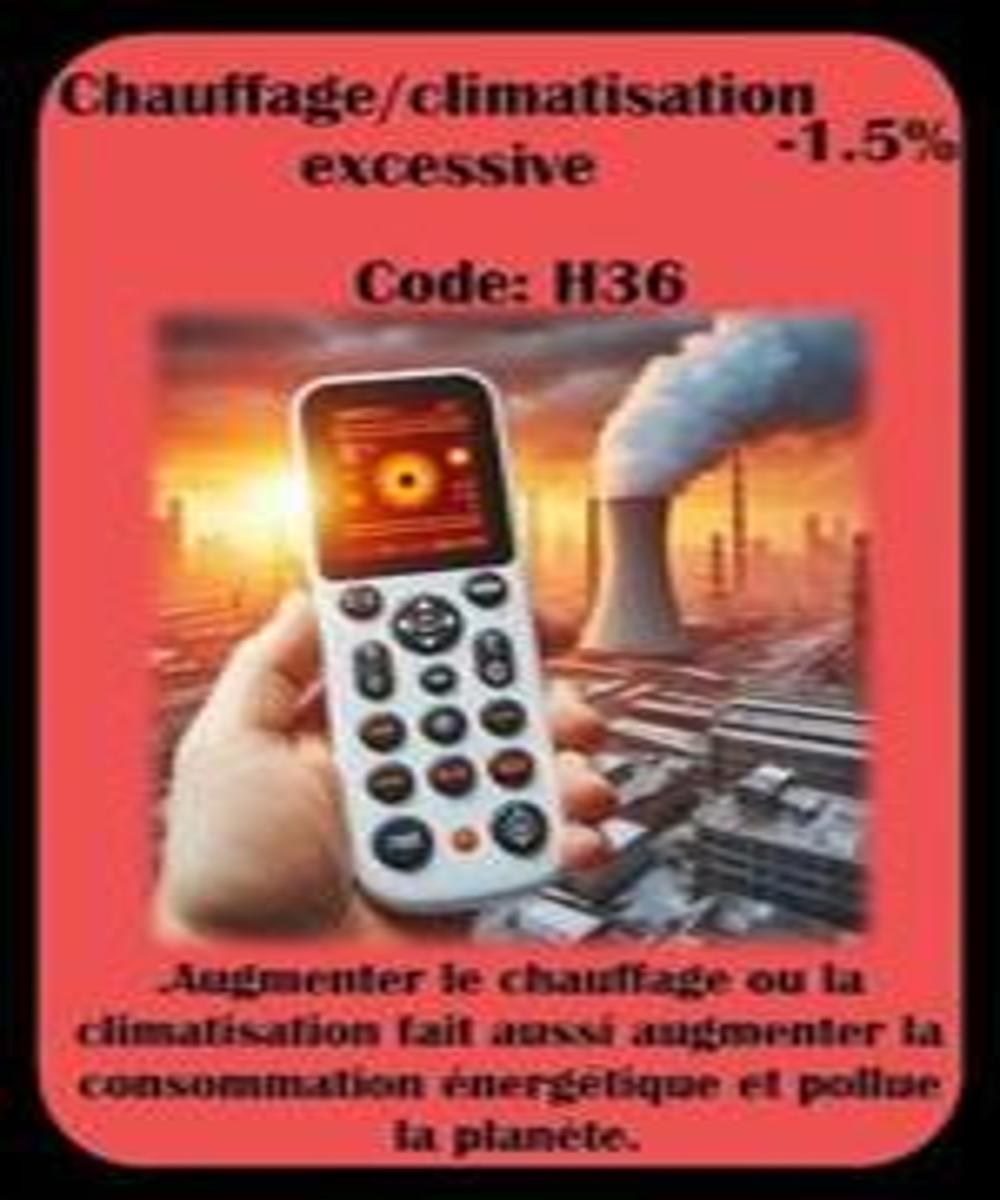 Chauffage/climatisation
-1.5%
excessive
Code: H36
.Augmenter le chauffage ou la
climatisation fait aussi augmenter la
consommation énergétique et pollue
la planète.